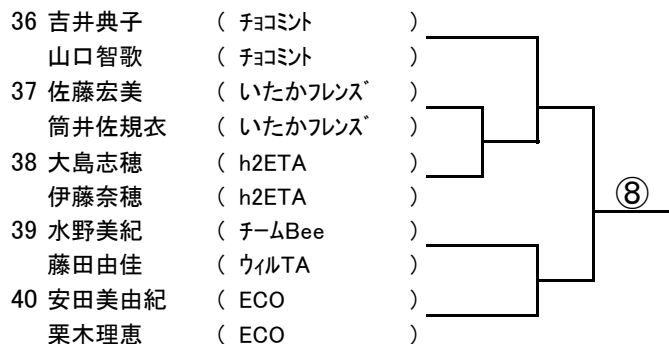 36 吉井典子 ( ﾁｮｺﾐﾝﾄ )
山口智歌 ( ﾁｮｺﾐﾝﾄ )
37 佐藤宏美 ( いたかﾌﾚﾝｽﾞ )
筒井佐規衣 ( いたかﾌﾚﾝｽﾞ )
38 大島志穂 ( h2ETA )
伊藤奈穂 ( h2ETA )
⑧
39 水野美紀 ( ﾁｰﾑBee )
藤田由佳 ( ｳｨﾙTA )
40 安田美由紀 ( ECO )
栗木理恵 ( ECO )